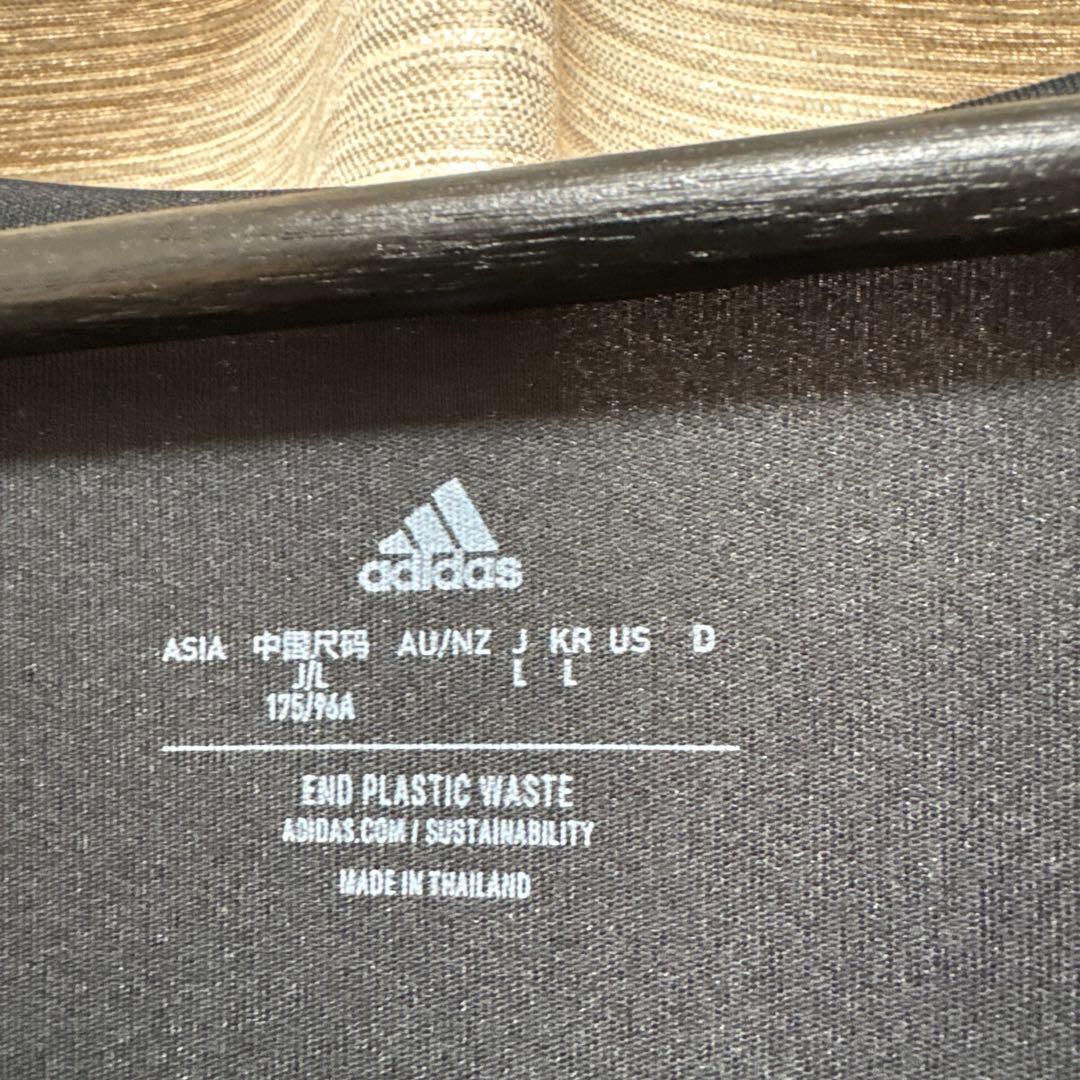 adidas
ASIA 中国尺码 AU/NZ J KR US D
J/L L L
175/96A
END PLASTIC WASTE
ADIDAS.COM / SUSTAINABILITY
MADE IN THAILAND